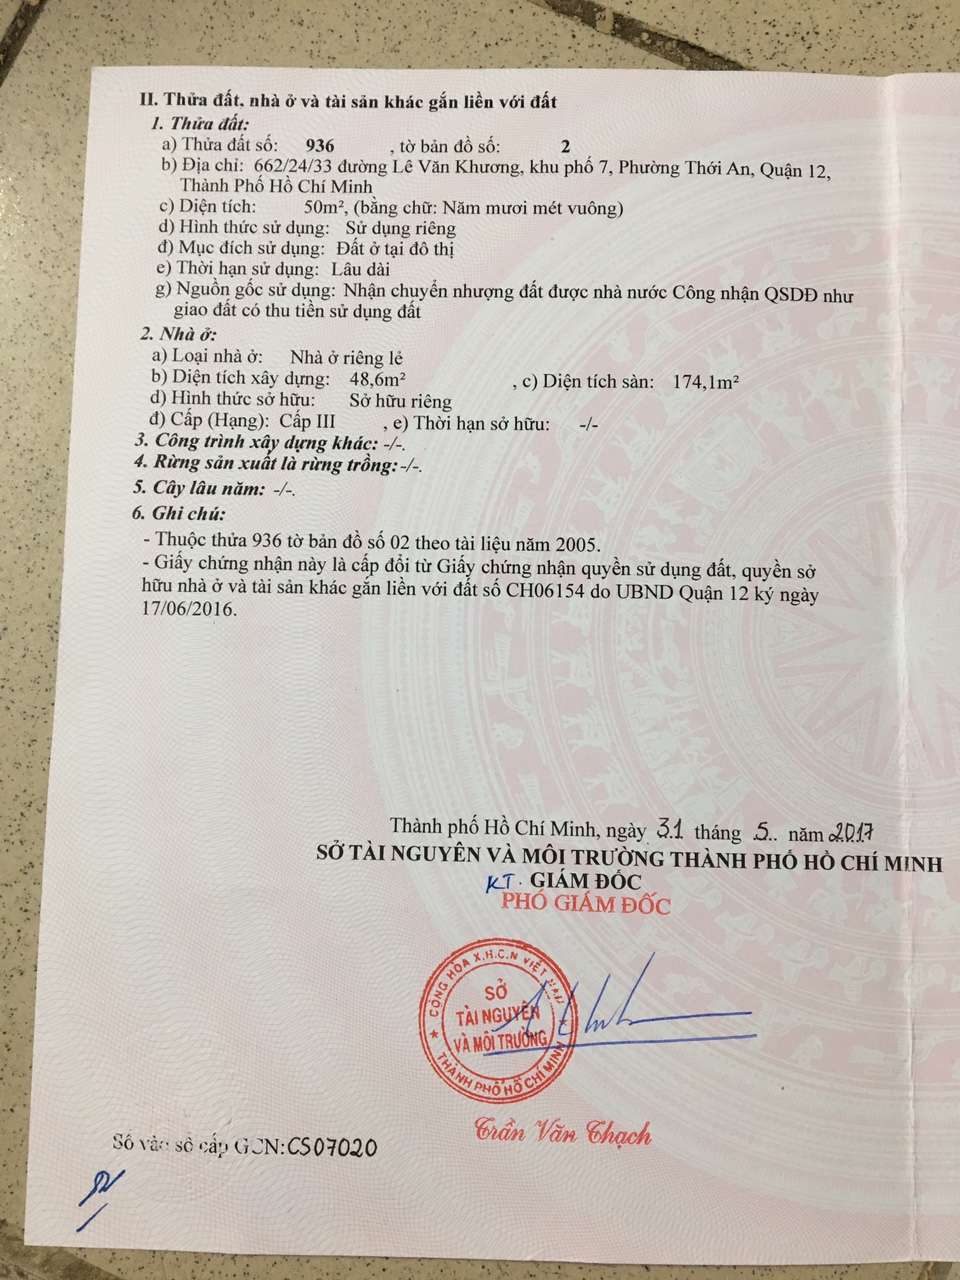 II. Thửa đất, nhà ở và tài sản khác gắn liền với đất
1. Thửa đất:
a) Thửa đất số: 936 , tờ bản đồ số: 2
b) Địa chỉ: 662/24/33 đường Lê Văn Khương, khu phố 7, Phường Thới An, Quận 12,
Thành Phố Hồ Chí Minh
c) Diện tích: 50m², (bằng chữ: Năm mươi mét vuông)
d) Hình thức sử dụng: Sử dụng riêng
đ) Mục đích sử dụng: Đất ở tại đô thị
e) Thời hạn sử dụng: Lâu dài
g) Nguồn gốc sử dụng: Nhận chuyển nhượng đất được nhà nước Công nhận QSDĐ như
giao đất có thu tiền sử dụng đất
2. Nhà ở:
a) Loại nhà ở: Nhà ở riêng lẻ
b) Diện tích xây dựng: 48,6m² , c) Diện tích sàn: 174,1m²
d) Hình thức sở hữu: Sở hữu riêng
đ) Cấp (Hạng): Cấp III , e) Thời hạn sở hữu: -/-
3. Công trình xây dựng khác: -/-.
4. Rừng sản xuất là rừng trồng: -/-.
5. Cây lâu năm: -/-.
6. Ghi chú:
- Thuộc thửa 936 tờ bản đồ số 02 theo tài liệu năm 2005.
- Giấy chứng nhận này là cấp đổi từ Giấy chứng nhận quyền sử dụng đất, quyền sở
hữu nhà ở và tài sản khác gắn liền với đất số CH06154 do UBND Quận 12 ký ngày
17/06/2016.
Thành phố Hồ Chí Minh, ngày 31 tháng 5.. năm 2017
SỞ TÀI NGUYÊN VÀ MÔI TRƯỜNG THÀNH PHỐ HỒ CHÍ MINH
KT. GIÁM ĐỐC
PHÓ GIÁM ĐỐC
CỘNG HÒA X.H.C.N VIỆT NAM
SỞ
TÀI NGUYÊN
VÀ MÔI TRƯỜNG
THÀNH PHỐ HỒ CHÍ MINH
Trần Văn Thạch
Số vào sổ cấp GCN: CS07020